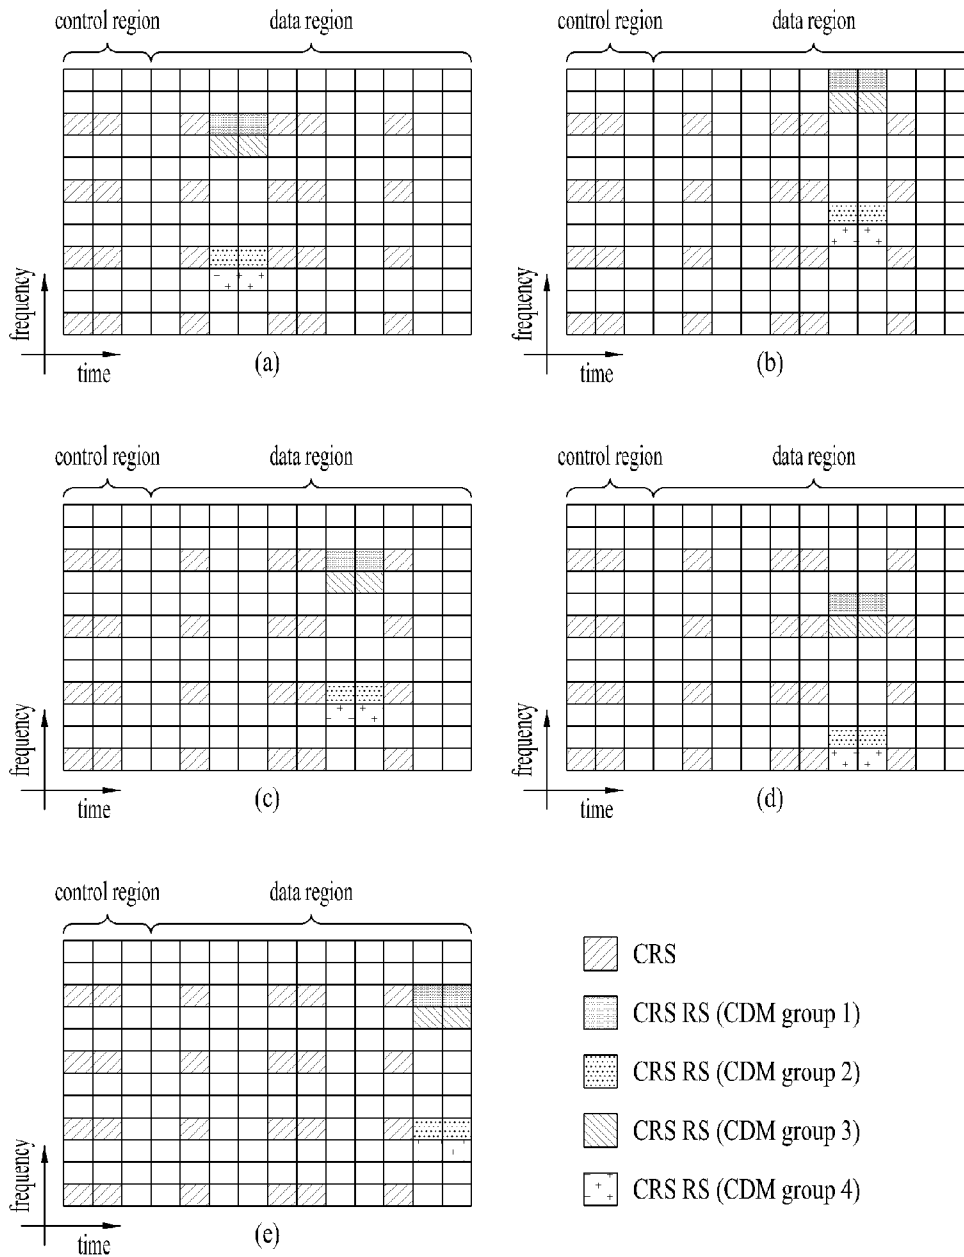 control region data region
frequency
time
(a)
control region data region
frequency
time
(b)
control region data region
frequency
time
(c)
control region data region
frequency
time
(d)
control region data region
frequency
time
(e)
CRS
CRS RS (CDM group 1)
CRS RS (CDM group 2)
CRS RS (CDM group 3)
CRS RS (CDM group 4)